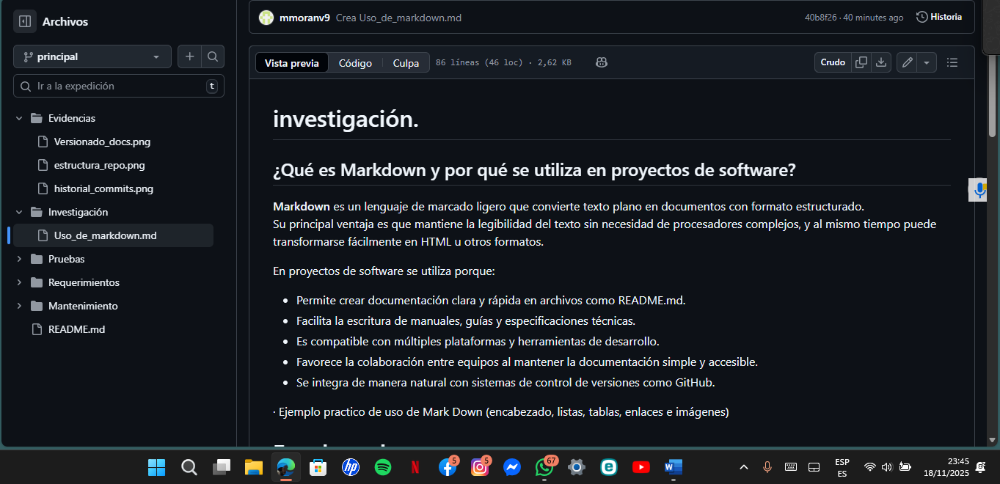 Archivos
mmoranv9 Crea Uso_de_markdown.md
40b8f26 · 40 minutes ago
Historia
principal
Vista previa
Código
Culpa
86 líneas (46 loc) · 2,62 KB
Crudo
Ir a la expedición
t
Evidencias
Versionado_docs.png
estructura_repo.png
historial_commits.png
Investigación
Uso_de_markdown.md
Pruebas
Requerimientos
Mantenimiento
README.md
investigación.
¿Qué es Markdown y por qué se utiliza en proyectos de software?
Markdown es un lenguaje de marcado ligero que convierte texto plano en documentos con formato estructurado.
Su principal ventaja es que mantiene la legibilidad del texto sin necesidad de procesadores complejos, y al mismo tiempo puede
transformarse fácilmente en HTML u otros formatos.
En proyectos de software se utiliza porque:
• Permite crear documentación clara y rápida en archivos como README.md.
• Facilita la escritura de manuales, guías y especificaciones técnicas.
• Es compatible con múltiples plataformas y herramientas de desarrollo.
• Favorece la colaboración entre equipos al mantener la documentación simple y accesible.
• Se integra de manera natural con sistemas de control de versiones como GitHub.
· Ejemplo practico de uso de Mark Down (encabezado, listas, tablas, enlaces e imágenes)
hp
N
5
5
67
e
W
ESP
ES
23:45
18/11/2025